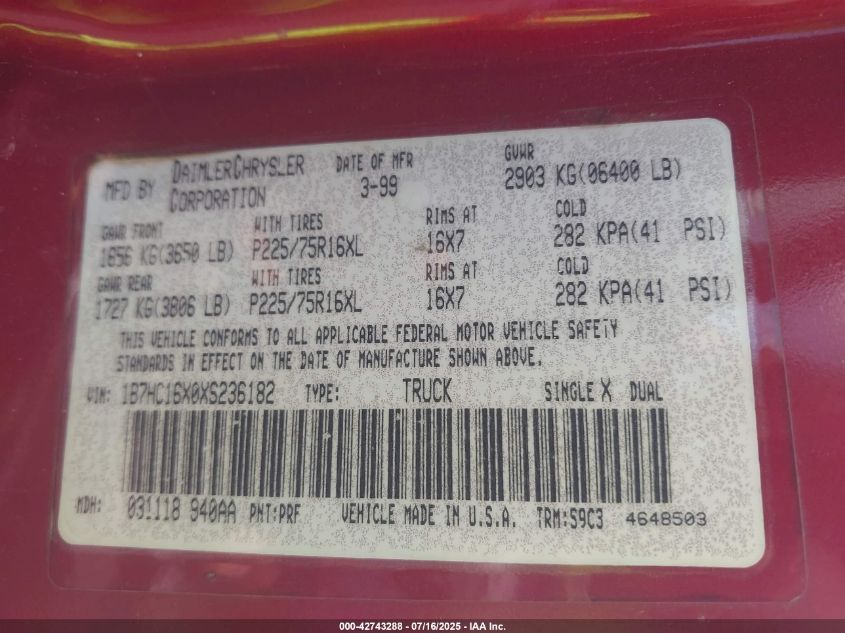 MFD BY DAIMLERCHRYSLER CORPORATION DATE OF MFR 3-99 GVWR 2903 KG(06400 LB)
GAWR FRONT WITH TIRES RIMS AT COLD
1656 KG(3650 LB) P225/75R16XL 16X7 282 KPA(41 PSI)
GAWR REAR WITH TIRES RIMS AT COLD
1727 KG(3806 LB) P225/75R16XL 16X7 282 KPA(41 PSI)
THIS VEHICLE CONFORMS TO ALL APPLICABLE FEDERAL MOTOR VEHICLE SAFETY
STANDARDS IN EFFECT ON THE DATE OF MANUFACTURE SHOWN ABOVE.
VIN: 1B7HC16X0XS236182 TYPE: TRUCK SINGLE X DUAL
MDH: 031118 940AA PNT:PRF VEHICLE MADE IN U.S.A. TRM:S9C3 4648503
000-42743288 - 07/16/2025 - IAA Inc.